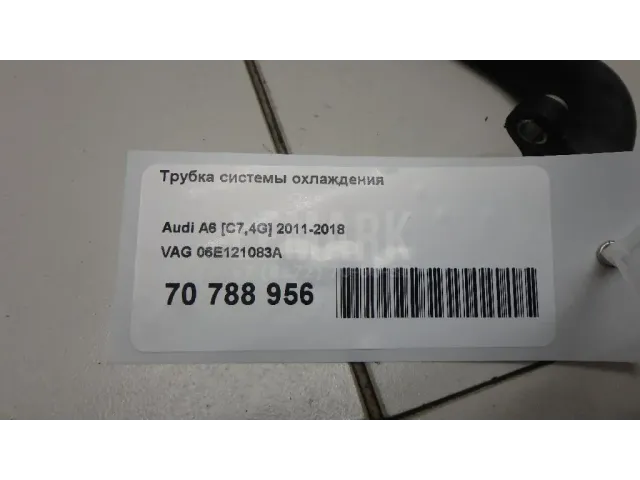 Трубка системы охлаждения
Audi A6 [C7,4G] 2011-2018
VAG 06E121083A
70 788 956